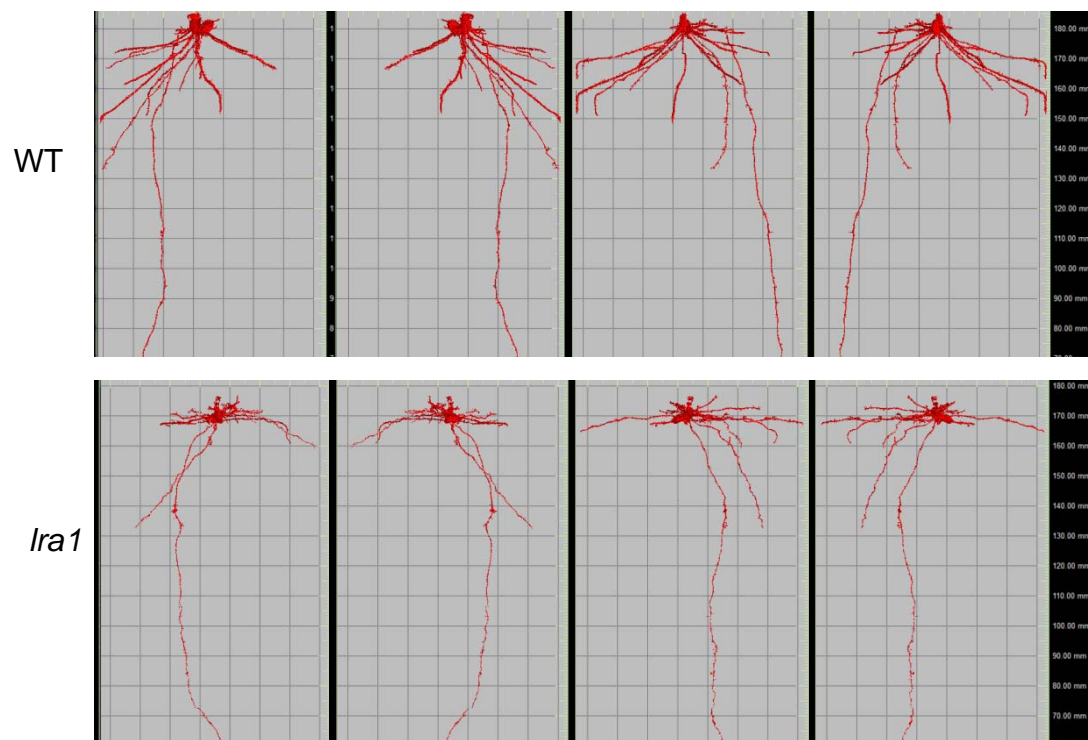 180.00 mm
170.00 mm
160.00 mm
150.00 mm
WT
140.00 mm
130.00 mm
120.00 mm
110.00 mm
100.00 mm
90.00 mm
80.00 mm
180.00 mm
170.00 mm
160.00 mm
150.00 mm
140.00 mm
lra1
130.00 mm
120.00 mm
110.00 mm
100.00 mm
90.00 mm
80.00 mm
70.00 mm